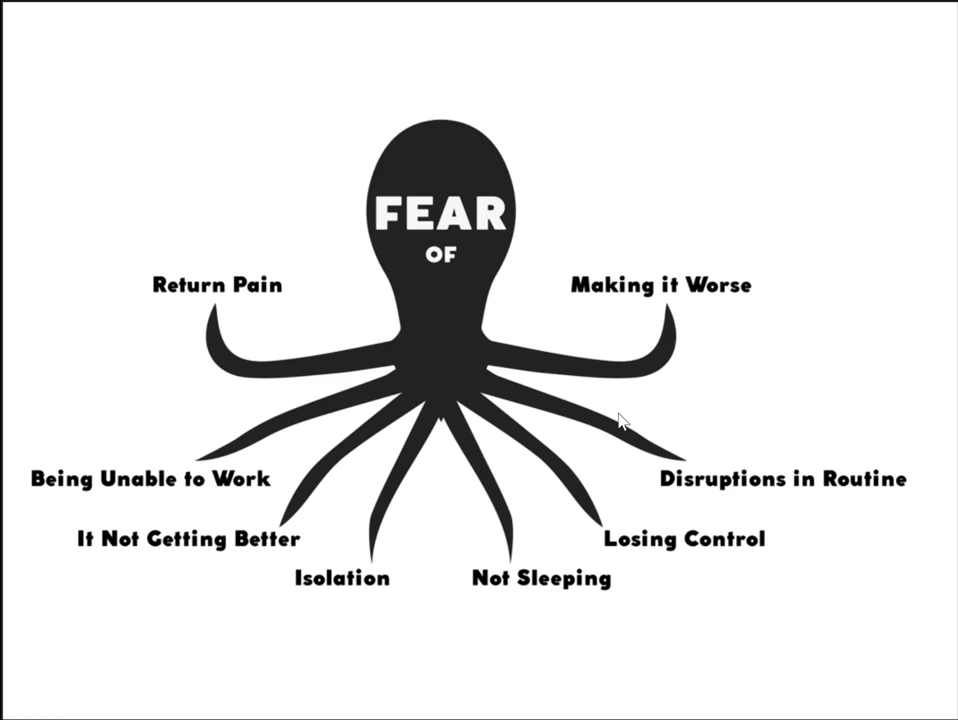 FEAR
OF
Return Pain
Making it Worse
Being Unable to Work
Disruptions in Routine
It Not Getting Better
Losing Control
Isolation
Not Sleeping